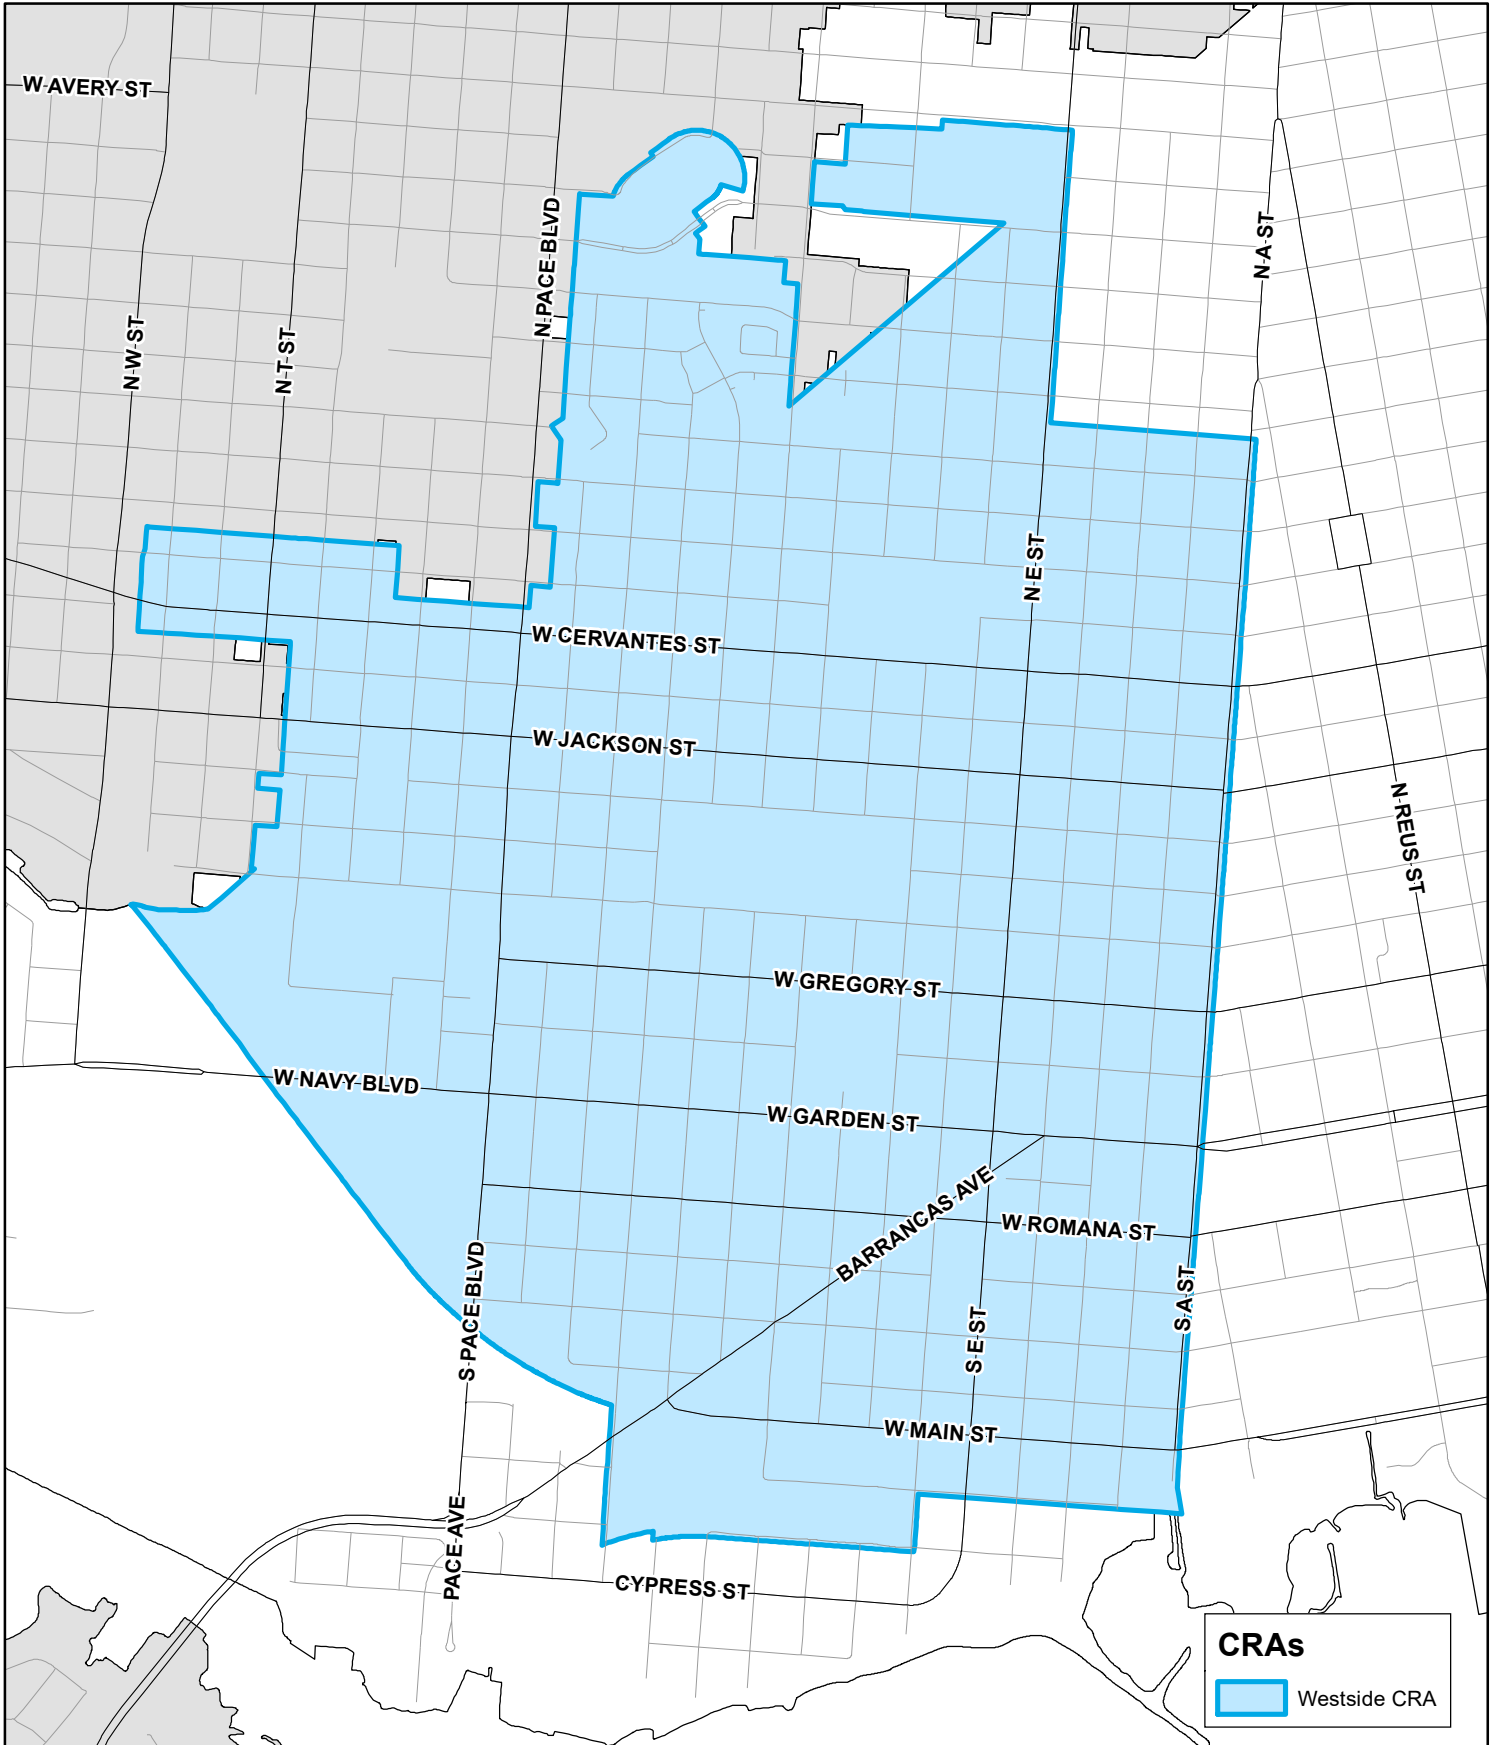 W AVERY ST
N PACE BLVD
N A ST
N W ST
N T ST
N E ST
W CERVANTES ST
W JACKSON ST
N REUS ST
W GREGORY ST
W NAVY BLVD
W GARDEN ST
BARRANCAS AVE
W ROMANA ST
S PACE BLVD
S A ST
S E ST
W MAIN ST
PACE AVE
CYPRESS ST
CRAs
Westside CRA